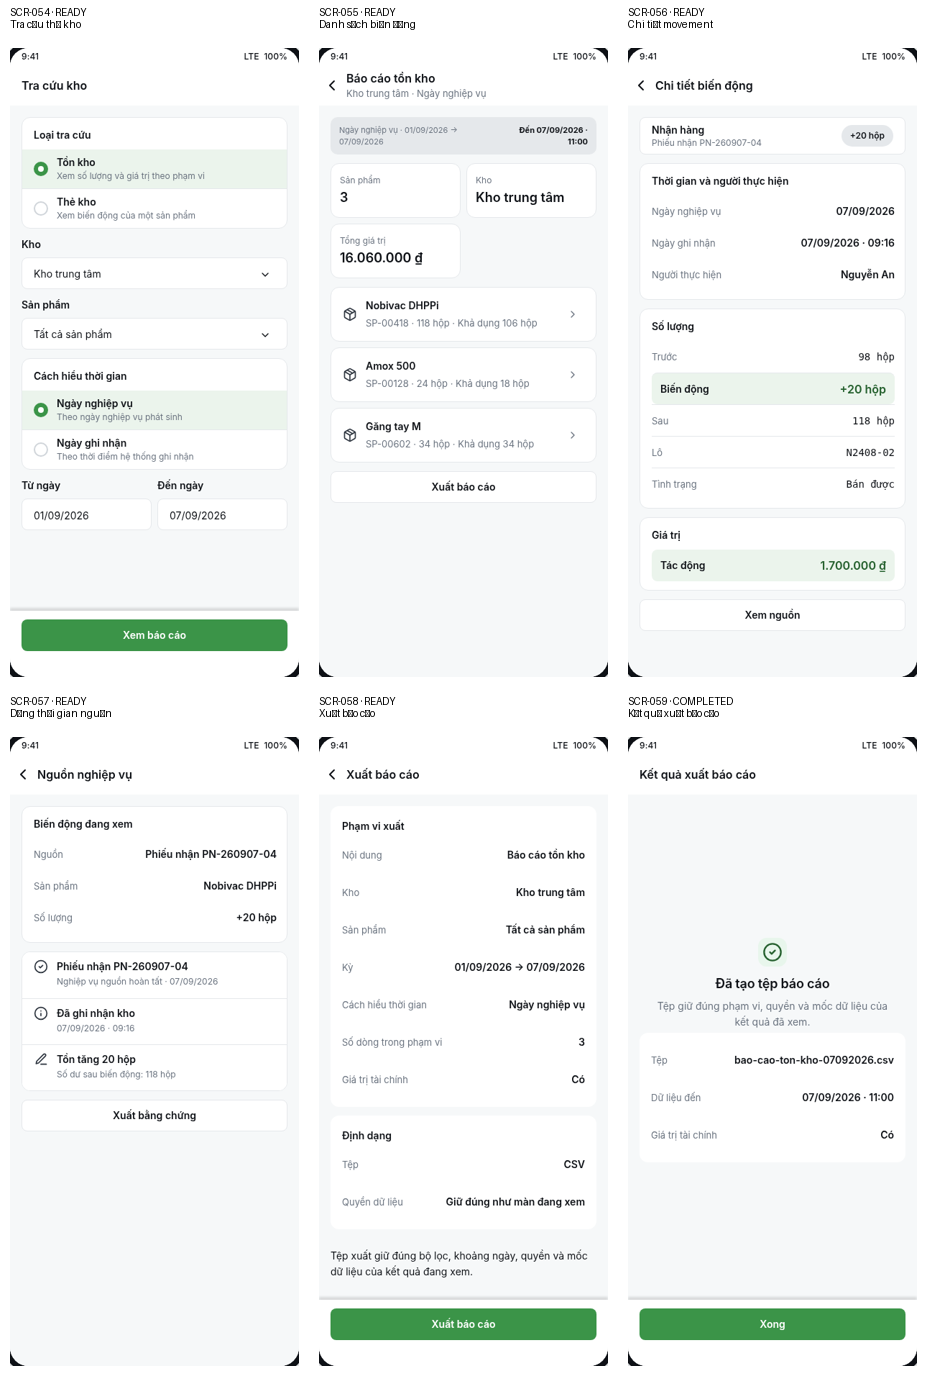 SCR-054 · READY
Tra cứu thẻ kho
9:41
LTE 100%
Tra cứu kho
Loại tra cứu
Tồn kho
Xem số lượng và giá trị theo phạm vi
Thẻ kho
Xem biến động của một sản phẩm
Kho
Kho trung tâm
Sản phẩm
Tất cả sản phẩm
Cách hiểu thời gian
Ngày nghiệp vụ
Theo ngày nghiệp vụ phát sinh
Ngày ghi nhận
Theo thời điểm hệ thống ghi nhận
Từ ngày
Đến ngày
01/09/2026
07/09/2026
Xem báo cáo
SCR-055 · READY
Danh
9:41
LTE 100%
Báo cáo tồn kho
Kho trung tâm · Ngày nghiệp vụ
Ngày nghiệp vụ · 01/09/2026 →
07/09/2026
Đến 07/09/2026 ·
11:00
Sản phẩm
3
Kho
Kho trung tâm
Tổng giá trị
16.060.000 ₫
Nobivac DHPPi
SP-00418 · 118 hộp · Khả dụng 106 hộp
Amox 500
SP-00128 · 24 hộp · Khả dụng 18 hộp
Găng tay M
SP-00602 · 34 hộp · Khả dụng 34 hộp
Xuất báo cáo
SCR-056 · READY
Chi movement
9:41
LTE 100%
Chi tiết biến động
Nhận hàng
Phiếu nhận PN-260907-04
+20 hộp
Thời gian và người thực hiện
Ngày nghiệp vụ
07/09/2026
Ngày ghi nhận
07/09/2026 · 09:16
Người thực hiện
Nguyễn An
Số lượng
Trước
98 hộp
Biến động
+20 hộp
Sau
118 hộp
Lô
N2408-02
Tình trạng
Bán được
Giá trị
Tác động
1.700.000 ₫
Xem nguồn
SCR-057 · READY
gian
9:41
LTE 100%
Nguồn nghiệp vụ
Biến động đang xem
Nguồn
Phiếu nhận PN-260907-04
Sản phẩm
Nobivac DHPPi
Số lượng
+20 hộp
Phiếu nhận PN-260907-04
Nghiệp vụ nguồn hoàn tất · 07/09/2026
Đã ghi nhận kho
07/09/2026 · 09:16
Tồn tăng 20 hộp
Số dư sau biến động: 118 hộp
Xuất bằng chứng
SCR-058 · READY
9:41
LTE 100%
Xuất báo cáo
Phạm vi xuất
Nội dung
Báo cáo tồn kho
Kho
Kho trung tâm
Sản phẩm
Tất cả sản phẩm
Kỳ
01/09/2026 → 07/09/2026
Cách hiểu thời gian
Ngày nghiệp vụ
Số dòng trong phạm vi
3
Giá trị tài chính
Có
Định dạng
Tệp
CSV
Quyền dữ liệu
Giữ đúng như màn đang xem
Tệp xuất giữ đúng bộ lọc, khoảng ngày, quyền và mốc
dữ liệu của kết quả đang xem.
Xuất báo cáo
SCR-059 · COMPLETED
9:41
LTE 100%
Kết quả xuất báo cáo
Đã tạo tệp báo cáo
Tệp giữ đúng phạm vi, quyền và mốc dữ liệu của
kết quả đã xem.
Tệp
bao-cao-ton-kho-07092026.csv
Dữ liệu đến
07/09/2026 · 11:00
Giá trị tài chính
Có
Xong